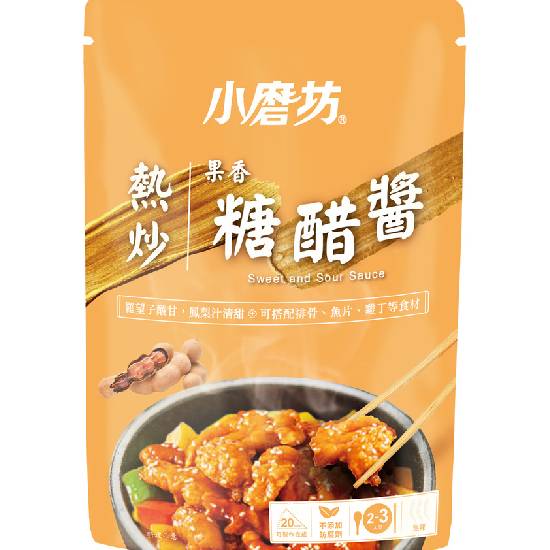 小磨坊®
熱炒
果香
糖醋醬
Sweet and Sour Sauce
羅望子酸甘，鳳梨汁清甜 可搭配排骨、魚片、雞丁等食材
20
不添加
防腐劑
2-3